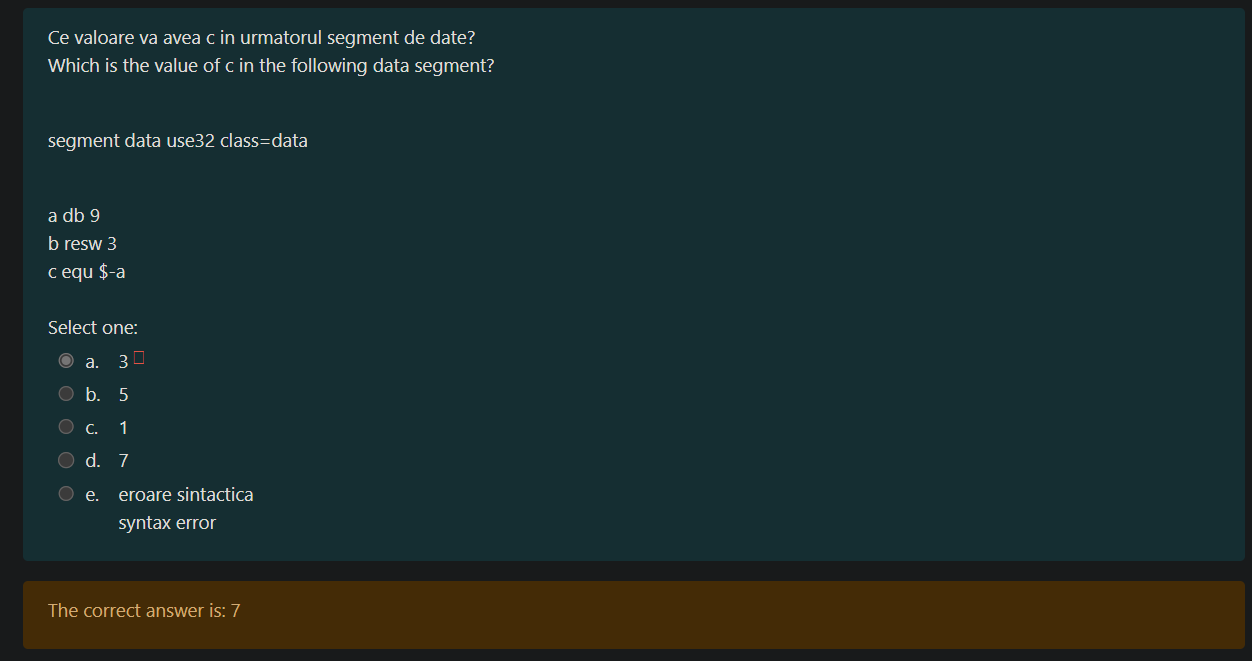 Ce valoare va avea c in urmatorul segment de date?
Which is the value of c in the following data segment?
segment data use32 class=data
a db 9
b resw 3
c equ $-a
Select one:
a. 3
b. 5
c. 1
d. 7
e. eroare sintactica
syntax error
The correct answer is: 7